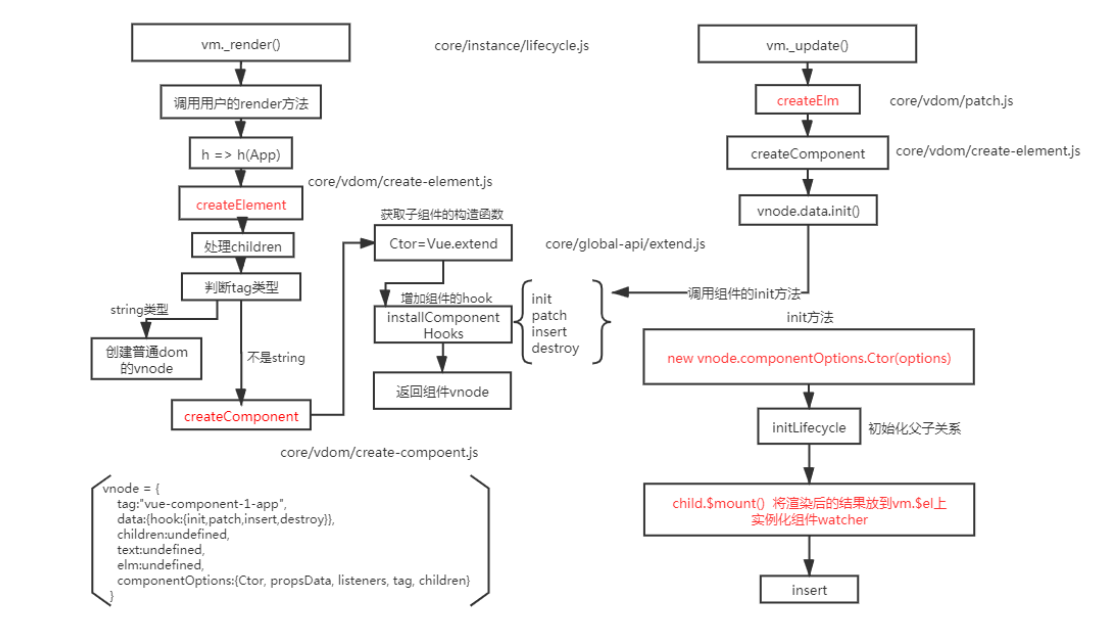 vm._render()
core/instance/lifecycle.js
调用用户的render方法
h => h(App)
core/vdom/create-element.js
createElement
处理children
判断tag类型
string类型
创建普通dom
的vnode
不是string
createComponent
core/vdom/create-compoent.js
获取子组件的构造函数
Ctor=Vue.extend
core/global-api/extend.js
增加组件的hook
installComponent
Hooks
init
patch
insert
destroy
返回组件vnode
vnode = {
tag:"vue-component-1-app",
data:{hook:{init,patch,insert,destroy}},
children:undefined,
text:undefined,
elm:undefined,
componentOptions:{Ctor, propsData, listeners, tag, children}
}
vm._update()
createElm
core/vdom/patch.js
createComponent
core/vdom/create-element.js
vnode.data.init()
调用组件的init方法
init方法
new vnode.componentOptions.Ctor(options)
initLifecycle
初始化父子关系
child.$mount() 将渲染后的结果放到vm.$el上
实例化组件watcher
insert